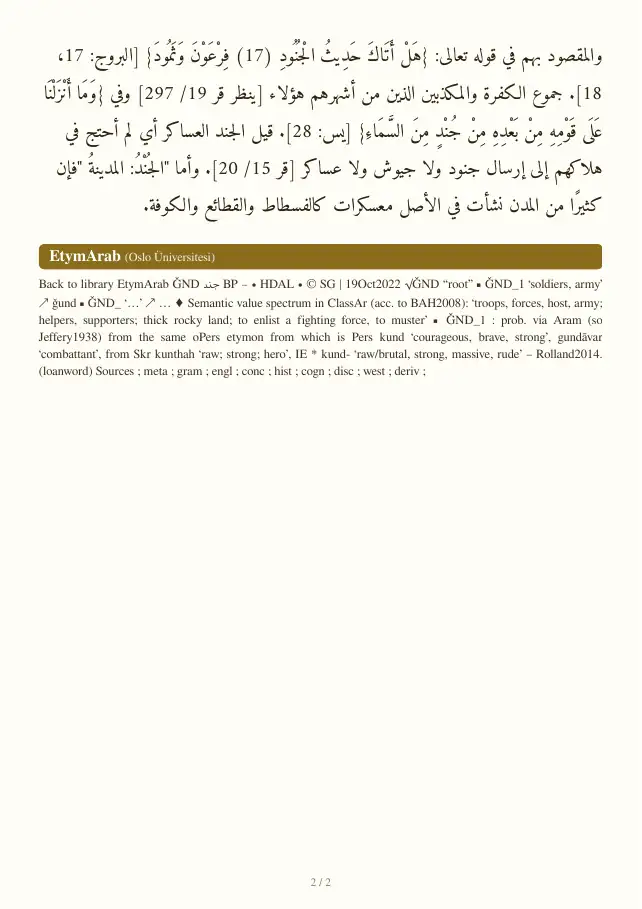 والمقصود بهم في قوله تعالى: {هَلْ أَتَاكَ حَدِيثُ الْجُنُودِ (17) فِرْعَوْنَ وَثَمُودَ} [البروج: 17،
18]. جموع الكفرة والمكذبين الذين من أشهرهم هؤلاء [ينظر قر 19/ 297] وفي {وَمَا أَنْزَلْنَا
عَلَى قَوْمِهِ مِنْ بَعْدِهِ مِنْ جُنْدٍ مِنَ السَّمَاءِ} [يس: 28]. قيل الجند العساكر أي لم أحتج في
هلاكهم إلى إرسال جنود ولا جيوش ولا عساكر [قر 15/ 20]. وأما "الجُنْدُ: المدينةُ "فإن
كثيرًا من المدن نشأت في الأصل معسكرات كالفسطاط والقطائع والكوفة.
EtymArab (Oslo Üniversitesi)
Back to library EtymArab ǦND جند BP – • HDAL • © SG | 19Oct2022 √ǦND “root” ▪ ǦND_1 ‘soldiers, army’
↗ ǧund ▪ ǦND_ ‘…’ ↗ … ♦ Semantic value spectrum in ClassAr (acc. to BAH2008): ‘troops, forces, host, army;
helpers, supporters; thick rocky land; to enlist a fighting force, to muster’ ▪ ǦND_1 : prob. via Aram (so
Jeffery1938) from the same oPers etymon from which is Pers kund ‘courageous, brave, strong’, gundāvar
‘combattant’, from Skr kunthah ‘raw; strong; hero’, IE * kund- ‘raw/brutal, strong, massive, rude’ – Rolland2014.
(loanword) Sources ; meta ; gram ; engl ; conc ; hist ; cogn ; disc ; west ; deriv ;
2 / 2